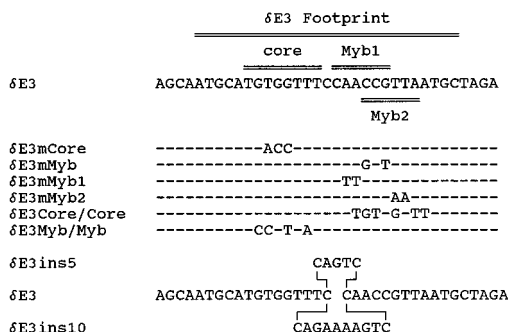 δE3 Footprint
core Myb1
δE3 AGCAATGCATGTGGTTTCCAACCGTTAATGCTAGA
Myb2
δE3mCore -----------ACC---------------------
δE3mMyb ---------------------G-T-----------
δE3mMyb1 -------------------TT--------------
δE3mMyb2 ------------------------AA---------
δE3Core/Core --------------------TGT-G-TT-------
δE3Myb/Myb ----------CC-T-A-------------------
δE3ins5 CAGTC
δE3 AGCAATGCATGTGGTTTC CAACCGTTAATGCTAGA
δE3ins10 CAGAAAAGTC